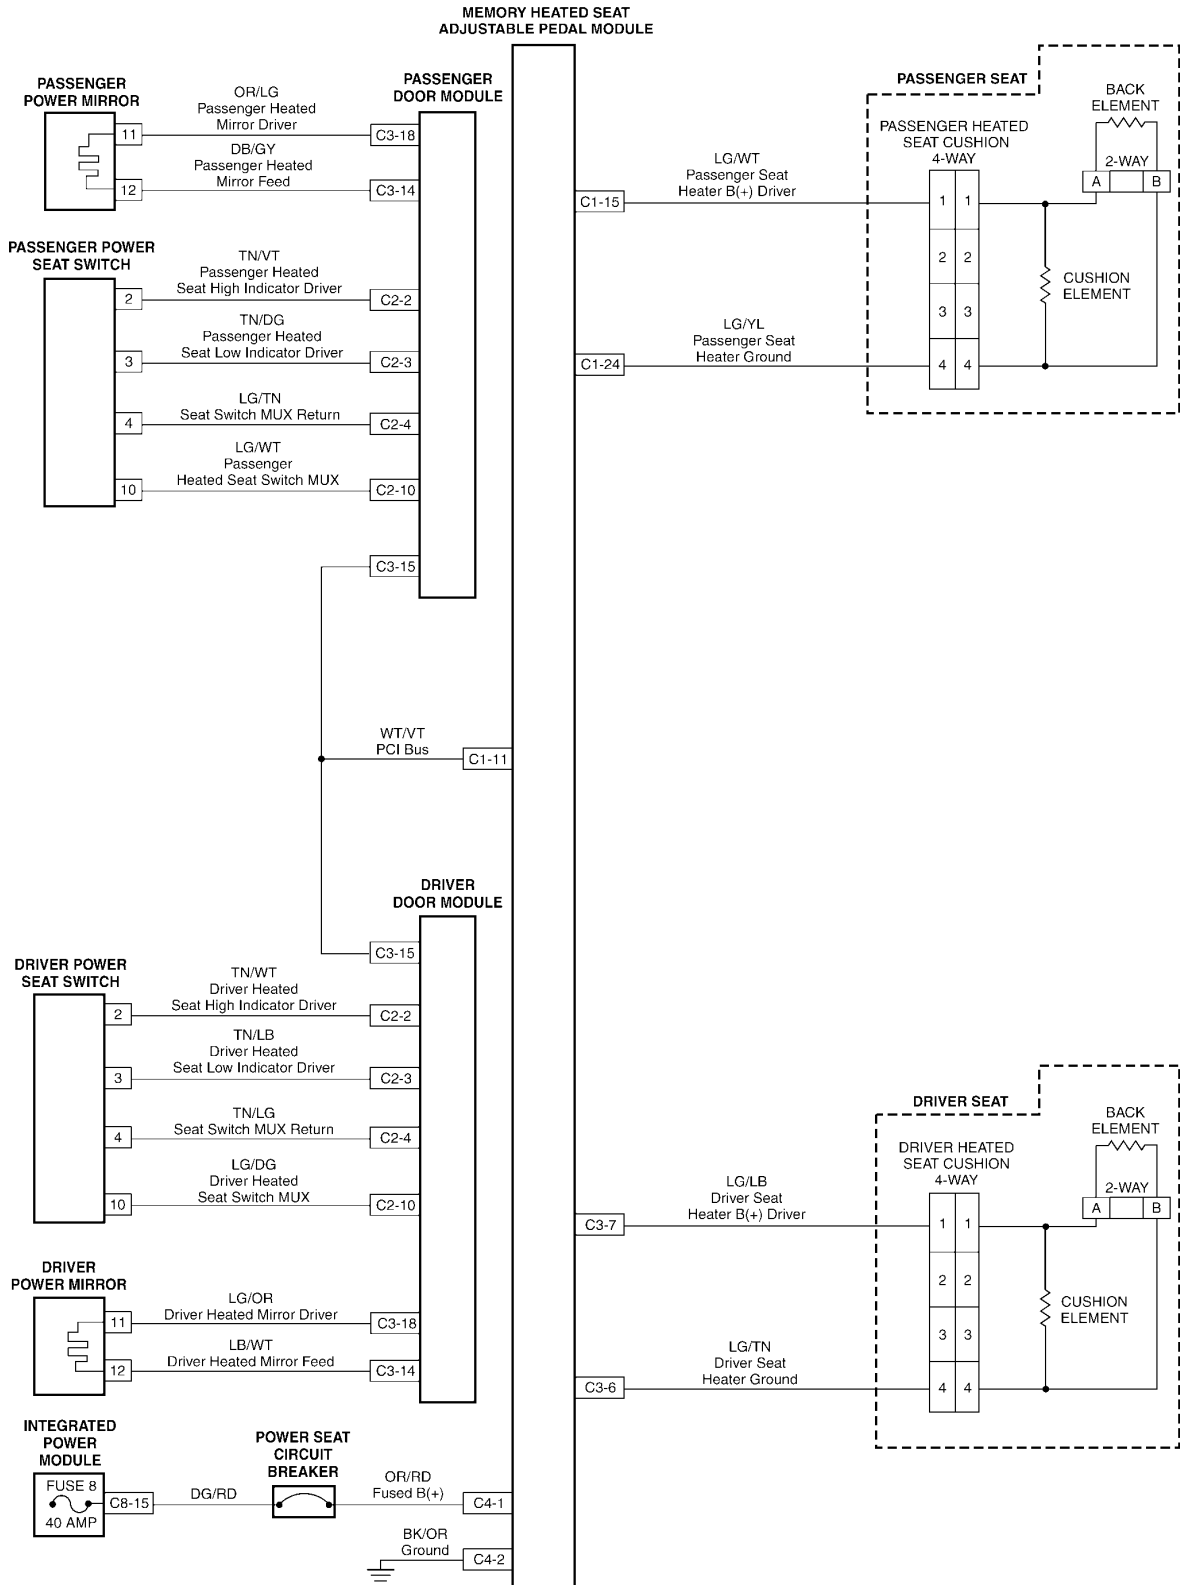 MEMORY HEATED SEAT
ADJUSTABLE PEDAL MODULE
PASSENGER
POWER MIRROR
11
12
OR/LG
Passenger Heated
Mirror Driver
DB/GY
Passenger Heated
Mirror Feed
PASSENGER
DOOR MODULE
C3-18
C3-14
PASSENGER POWER
SEAT SWITCH
2
3
4
10
TN/VT
Passenger Heated
Seat High Indicator Driver
TN/DG
Passenger Heated
Seat Low Indicator Driver
LG/TN
Seat Switch MUX Return
LG/WT
Passenger
Heated Seat Switch MUX
C2-2
C2-3
C2-4
C2-10
C3-15
WT/VT
PCI Bus
C1-11
C1-15
LG/WT
Passenger Seat
Heater B(+) Driver
C1-24
LG/YL
Passenger Seat
Heater Ground
PASSENGER SEAT
PASSENGER HEATED
SEAT CUSHION
4-WAY
1 1
2 2
3 3
4 4
BACK
ELEMENT
2-WAY
A B
CUSHION
ELEMENT
DRIVER
DOOR MODULE
C3-15
DRIVER POWER
SEAT SWITCH
2
3
4
10
TN/WT
Driver Heated
Seat High Indicator Driver
TN/LB
Driver Heated
Seat Low Indicator Driver
TN/LG
Seat Switch MUX Return
LG/DG
Driver Heated
Seat Switch MUX
C2-2
C2-3
C2-4
C2-10
DRIVER
POWER MIRROR
11
12
LG/OR
Driver Heated Mirror Driver
LB/WT
Driver Heated Mirror Feed
C3-18
C3-14
C3-7
LG/LB
Driver Seat
Heater B(+) Driver
C3-6
LG/TN
Driver Seat
Heater Ground
DRIVER SEAT
DRIVER HEATED
SEAT CUSHION
4-WAY
1 1
2 2
3 3
4 4
BACK
ELEMENT
2-WAY
A B
CUSHION
ELEMENT
INTEGRATED
POWER
MODULE
FUSE 8
40 AMP
C8-15
DG/RD
POWER SEAT
CIRCUIT
BREAKER
OR/RD
Fused B(+)
C4-1
BK/OR
Ground
C4-2